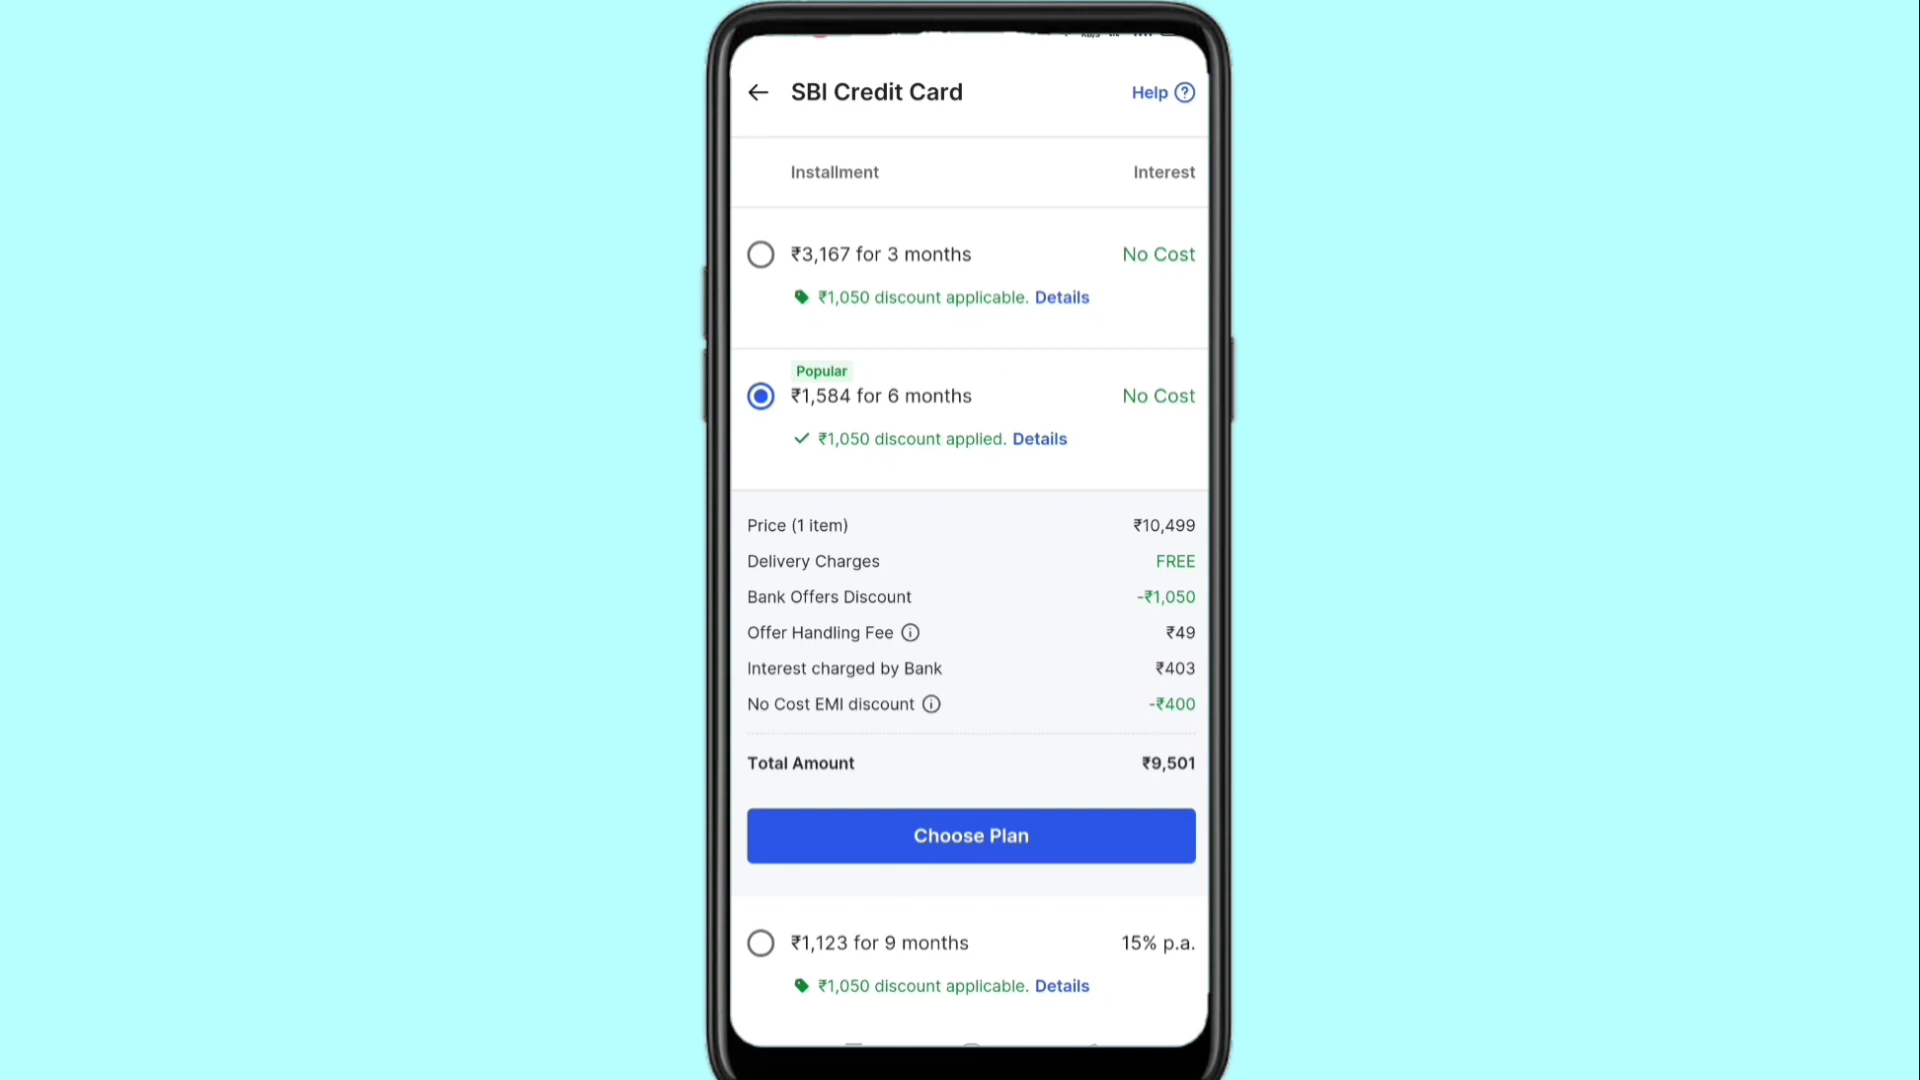 SBI Credit Card
Help
Installment Interest
₹3,167 for 3 months No Cost
₹1,050 discount applicable. Details
Popular
₹1,584 for 6 months No Cost
₹1,050 discount applied. Details
Price (1 item) ₹10,499
Delivery Charges FREE
Bank Offers Discount -₹1,050
Offer Handling Fee ₹49
Interest charged by Bank ₹403
No Cost EMI discount -₹400
Total Amount ₹9,501
Choose Plan
₹1,123 for 9 months 15% p.a.
₹1,050 discount applicable. Details